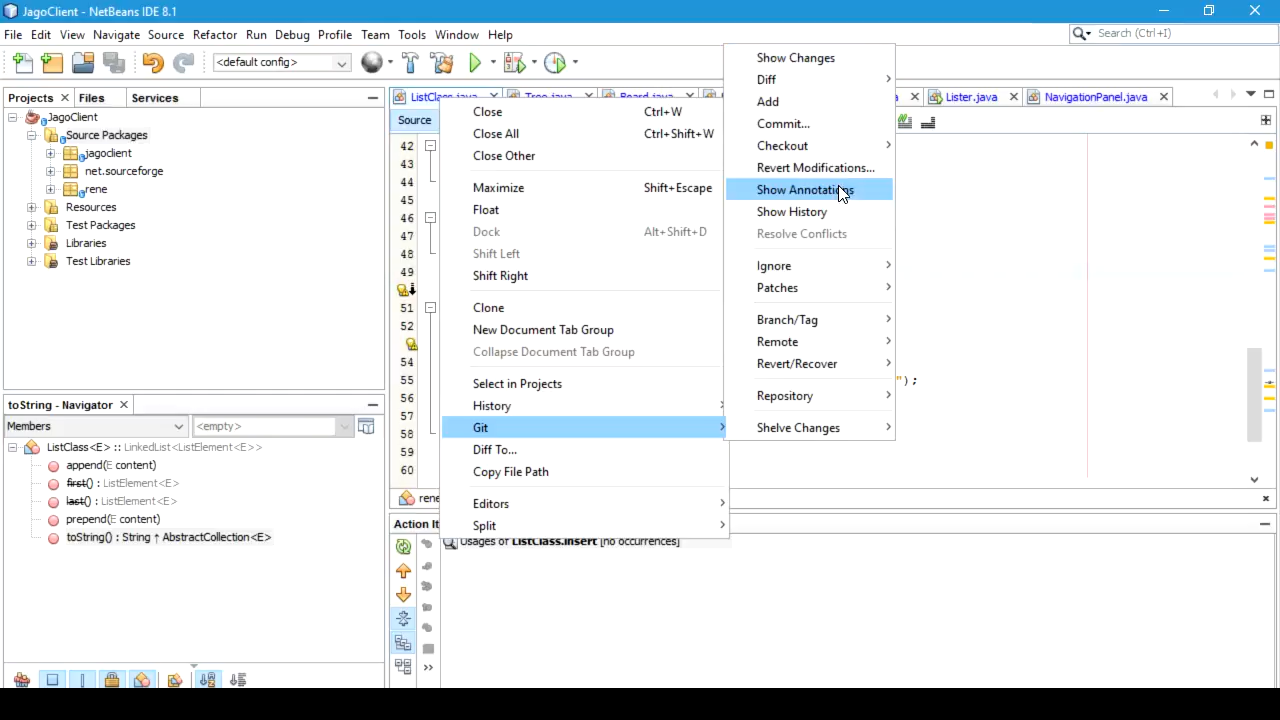 JagoClient - NetBeans IDE 8.1
File Edit View Navigate Source Refactor Run Debug Profile Team Tools Window Help
Search (Ctrl+I)
<default config>
Projects Files Services
ListClass.java Tree.java Board.java Lister.java NavigationPanel.java
JagoClient
Source Packages
jagoclient
net.sourceforge
rene
Resources
Test Packages
Libraries
Test Libraries
Source
42
43
44
45
46
47
48
49
51
52
54
55 ");
56
57
58
59
60
Close Ctrl+W
Close All Ctrl+Shift+W
Close Other
Maximize Shift+Escape
Float
Dock Alt+Shift+D
Shift Left
Shift Right
Clone
New Document Tab Group
Collapse Document Tab Group
Select in Projects
History
Git
Diff To...
Copy File Path
Editors
Split
Show Changes
Diff
Add
Commit...
Checkout
Revert Modifications...
Show Annotations
Show History
Resolve Conflicts
Ignore
Patches
Branch/Tag
Remote
Revert/Recover
Repository
Shelve Changes
toString - Navigator
Members <empty>
ListClass<E> :: LinkedList<ListElement<E>>
append(E content)
first() : ListElement<E>
last() : ListElement<E>
prepend(E content)
toString() : String ↑ AbstractCollection<E>
rene
Action It
Usages of ListClass.insert [no occurrences]